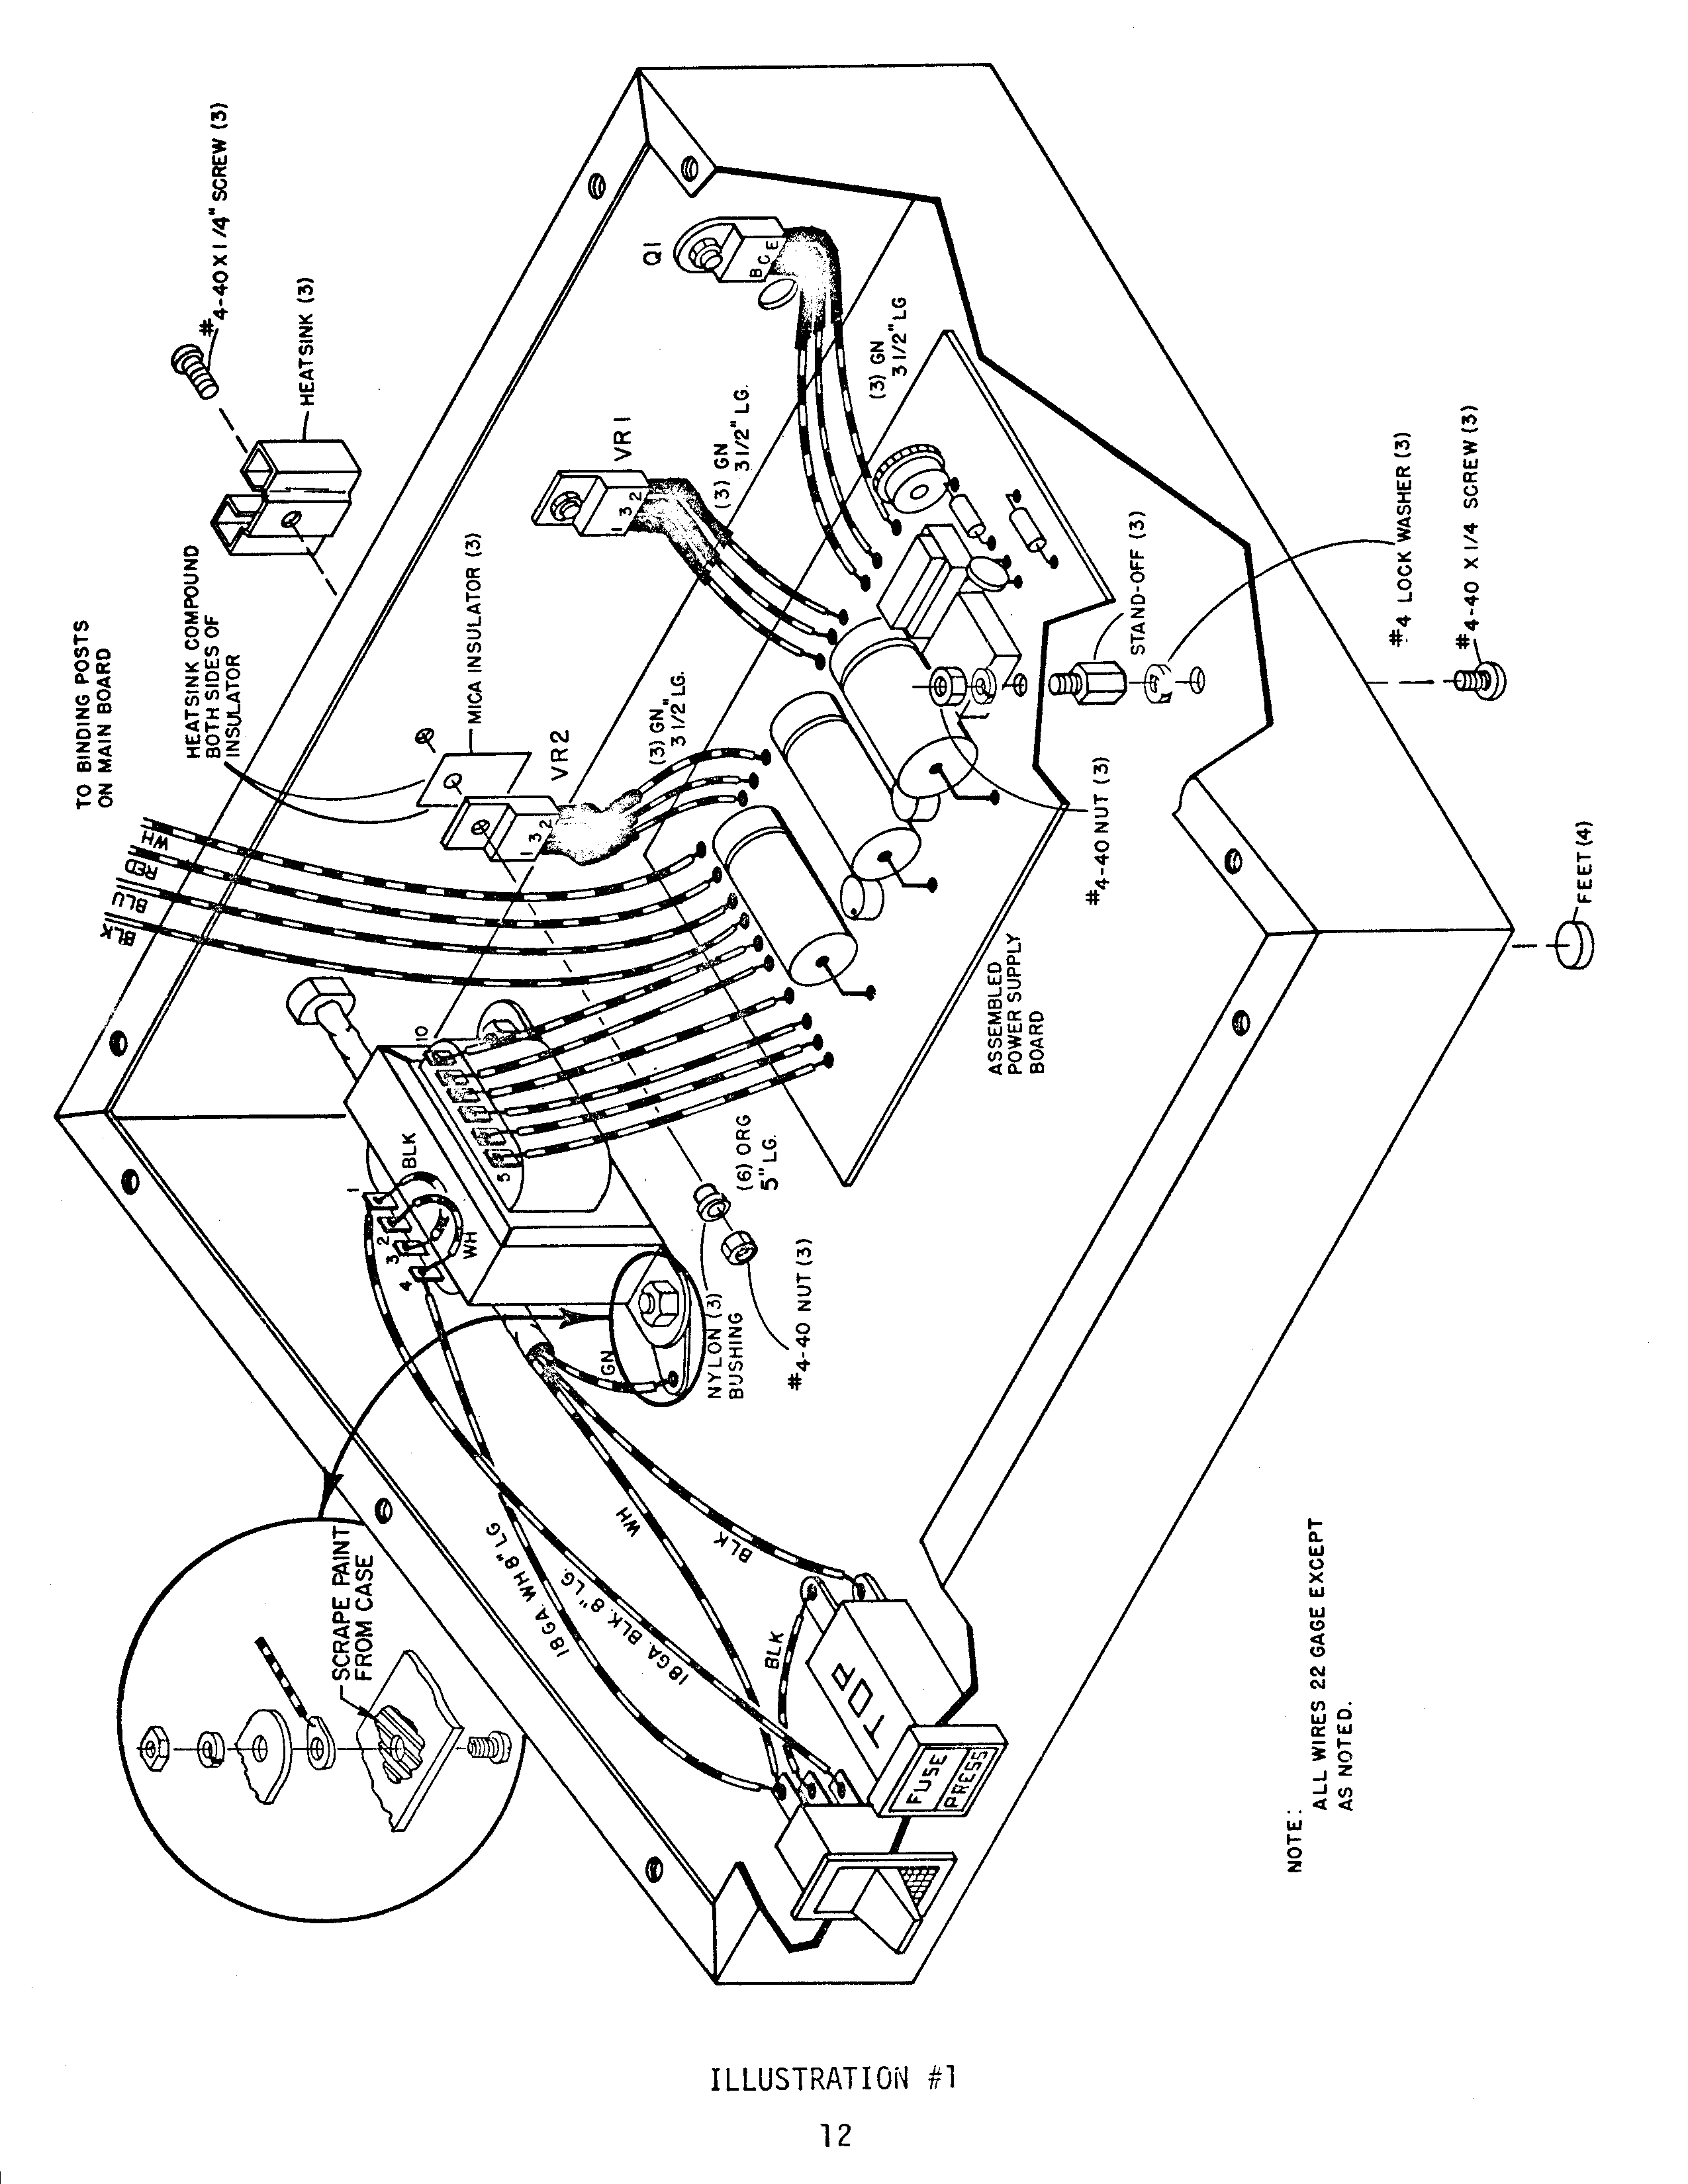 #4-40 X 1/4" SCREW (3)
HEATSINK (3)
TO BINDING POSTS
ON MAIN BOARD
HEATSINK COMPOUND
BOTH SIDES OF
INSULATOR
MICA INSULATOR (3)
WH
RED
BLU
BLK
Q1
B C E
(3) GN
3 1/2" LG
VR1
1 3 2
(3) GN
3 1/2" LG.
VR2
1 3 2
(3) GN
3 1/2" LG.
#4 LOCK WASHER (3)
#4-40 X 1/4 SCREW (3)
STAND-OFF (3)
#4-40 NUT (3)
FEET (4)
ASSEMBLED
POWER SUPPLY
BOARD
10
5
(6) ORG
5" LG.
1
2
3
4
BLK
WH
GN
NYLON (3)
BUSHING
#4-40 NUT (3)
SCRAPE PAINT
FROM CASE
18 GA. WH 8" LG
18 GA. BLK. 8" LG.
WH
BLK
BLK
TOP
FUSE
PRESS
NOTE:
ALL WIRES 22 GAGE EXCEPT
AS NOTED.
ILLUSTRATION #1
12